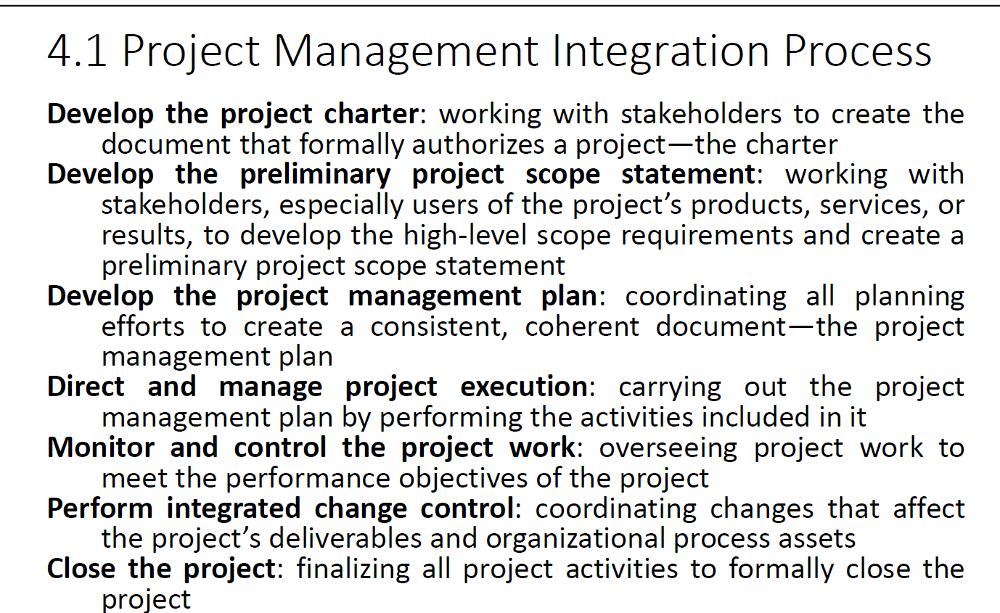 4.1 Project Management Integration Process
Develop the project charter: working with stakeholders to create the
document that formally authorizes a project—the charter
Develop the preliminary project scope statement: working with
stakeholders, especially users of the project’s products, services, or
results, to develop the high-level scope requirements and create a
preliminary project scope statement
Develop the project management plan: coordinating all planning
efforts to create a consistent, coherent document—the project
management plan
Direct and manage project execution: carrying out the project
management plan by performing the activities included in it
Monitor and control the project work: overseeing project work to
meet the performance objectives of the project
Perform integrated change control: coordinating changes that affect
the project’s deliverables and organizational process assets
Close the project: finalizing all project activities to formally close the
project